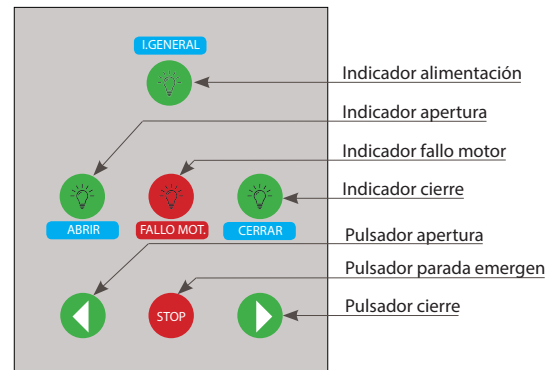 I.GENERAL
Indicador alimentación
Indicador apertura
Indicador fallo motor
Indicador cierre
ABRIR
FALLO MOT.
CERRAR
Pulsador apertura
Pulsador parada emergen
STOP
Pulsador cierre